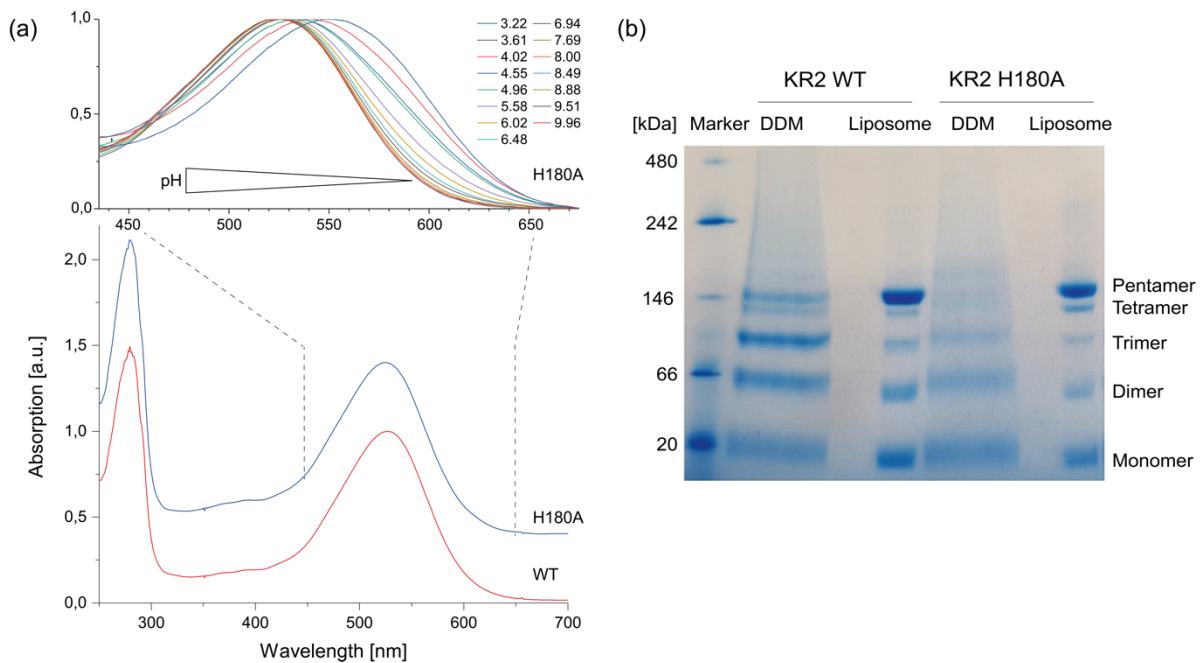 (a)
1,0
0,5
0,0
3.22 6.94
3.61 7.69
4.02 8.00
4.55 8.49
4.96 8.88
5.58 9.51
6.02 9.96
6.48
pH
H180A
450 500 550 600 650
2,0
1,5
1,0
0,5
0,0
H180A
WT
300 400 500 600 700
Absorption [a.u.]
Wavelength [nm]
(b)
KR2 WT KR2 H180A
[kDa] Marker DDM Liposome DDM Liposome
480
242
146
66
20
Pentamer
Tetramer
Trimer
Dimer
Monomer